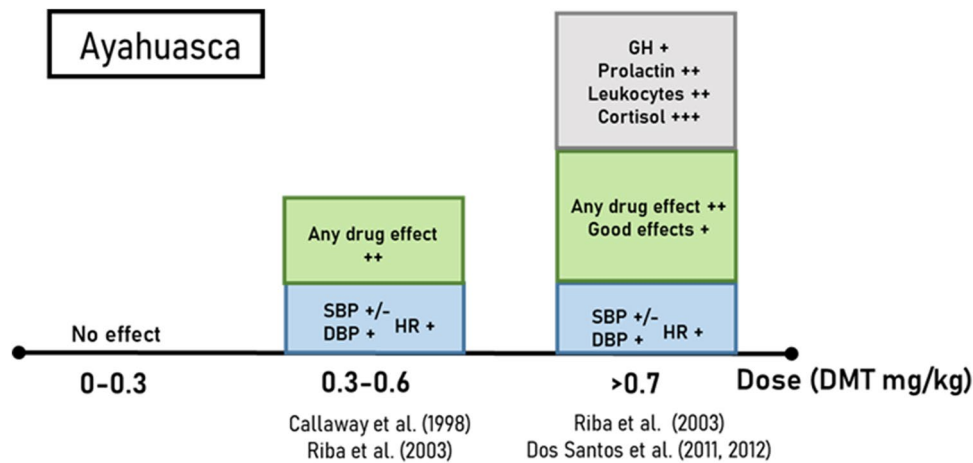 Ayahuasca
GH +
Prolactin ++
Leukocytes ++
Cortisol +++
Any drug effect
++
Any drug effect ++
Good effects +
SBP +/-
DBP +
HR +
SBP +/-
DBP +
HR +
No effect
0-0.3
0.3-0.6
>0.7
Dose (DMT mg/kg)
Callaway et al. (1998)
Riba et al. (2003)
Riba et al. (2003)
Dos Santos et al. (2011, 2012)